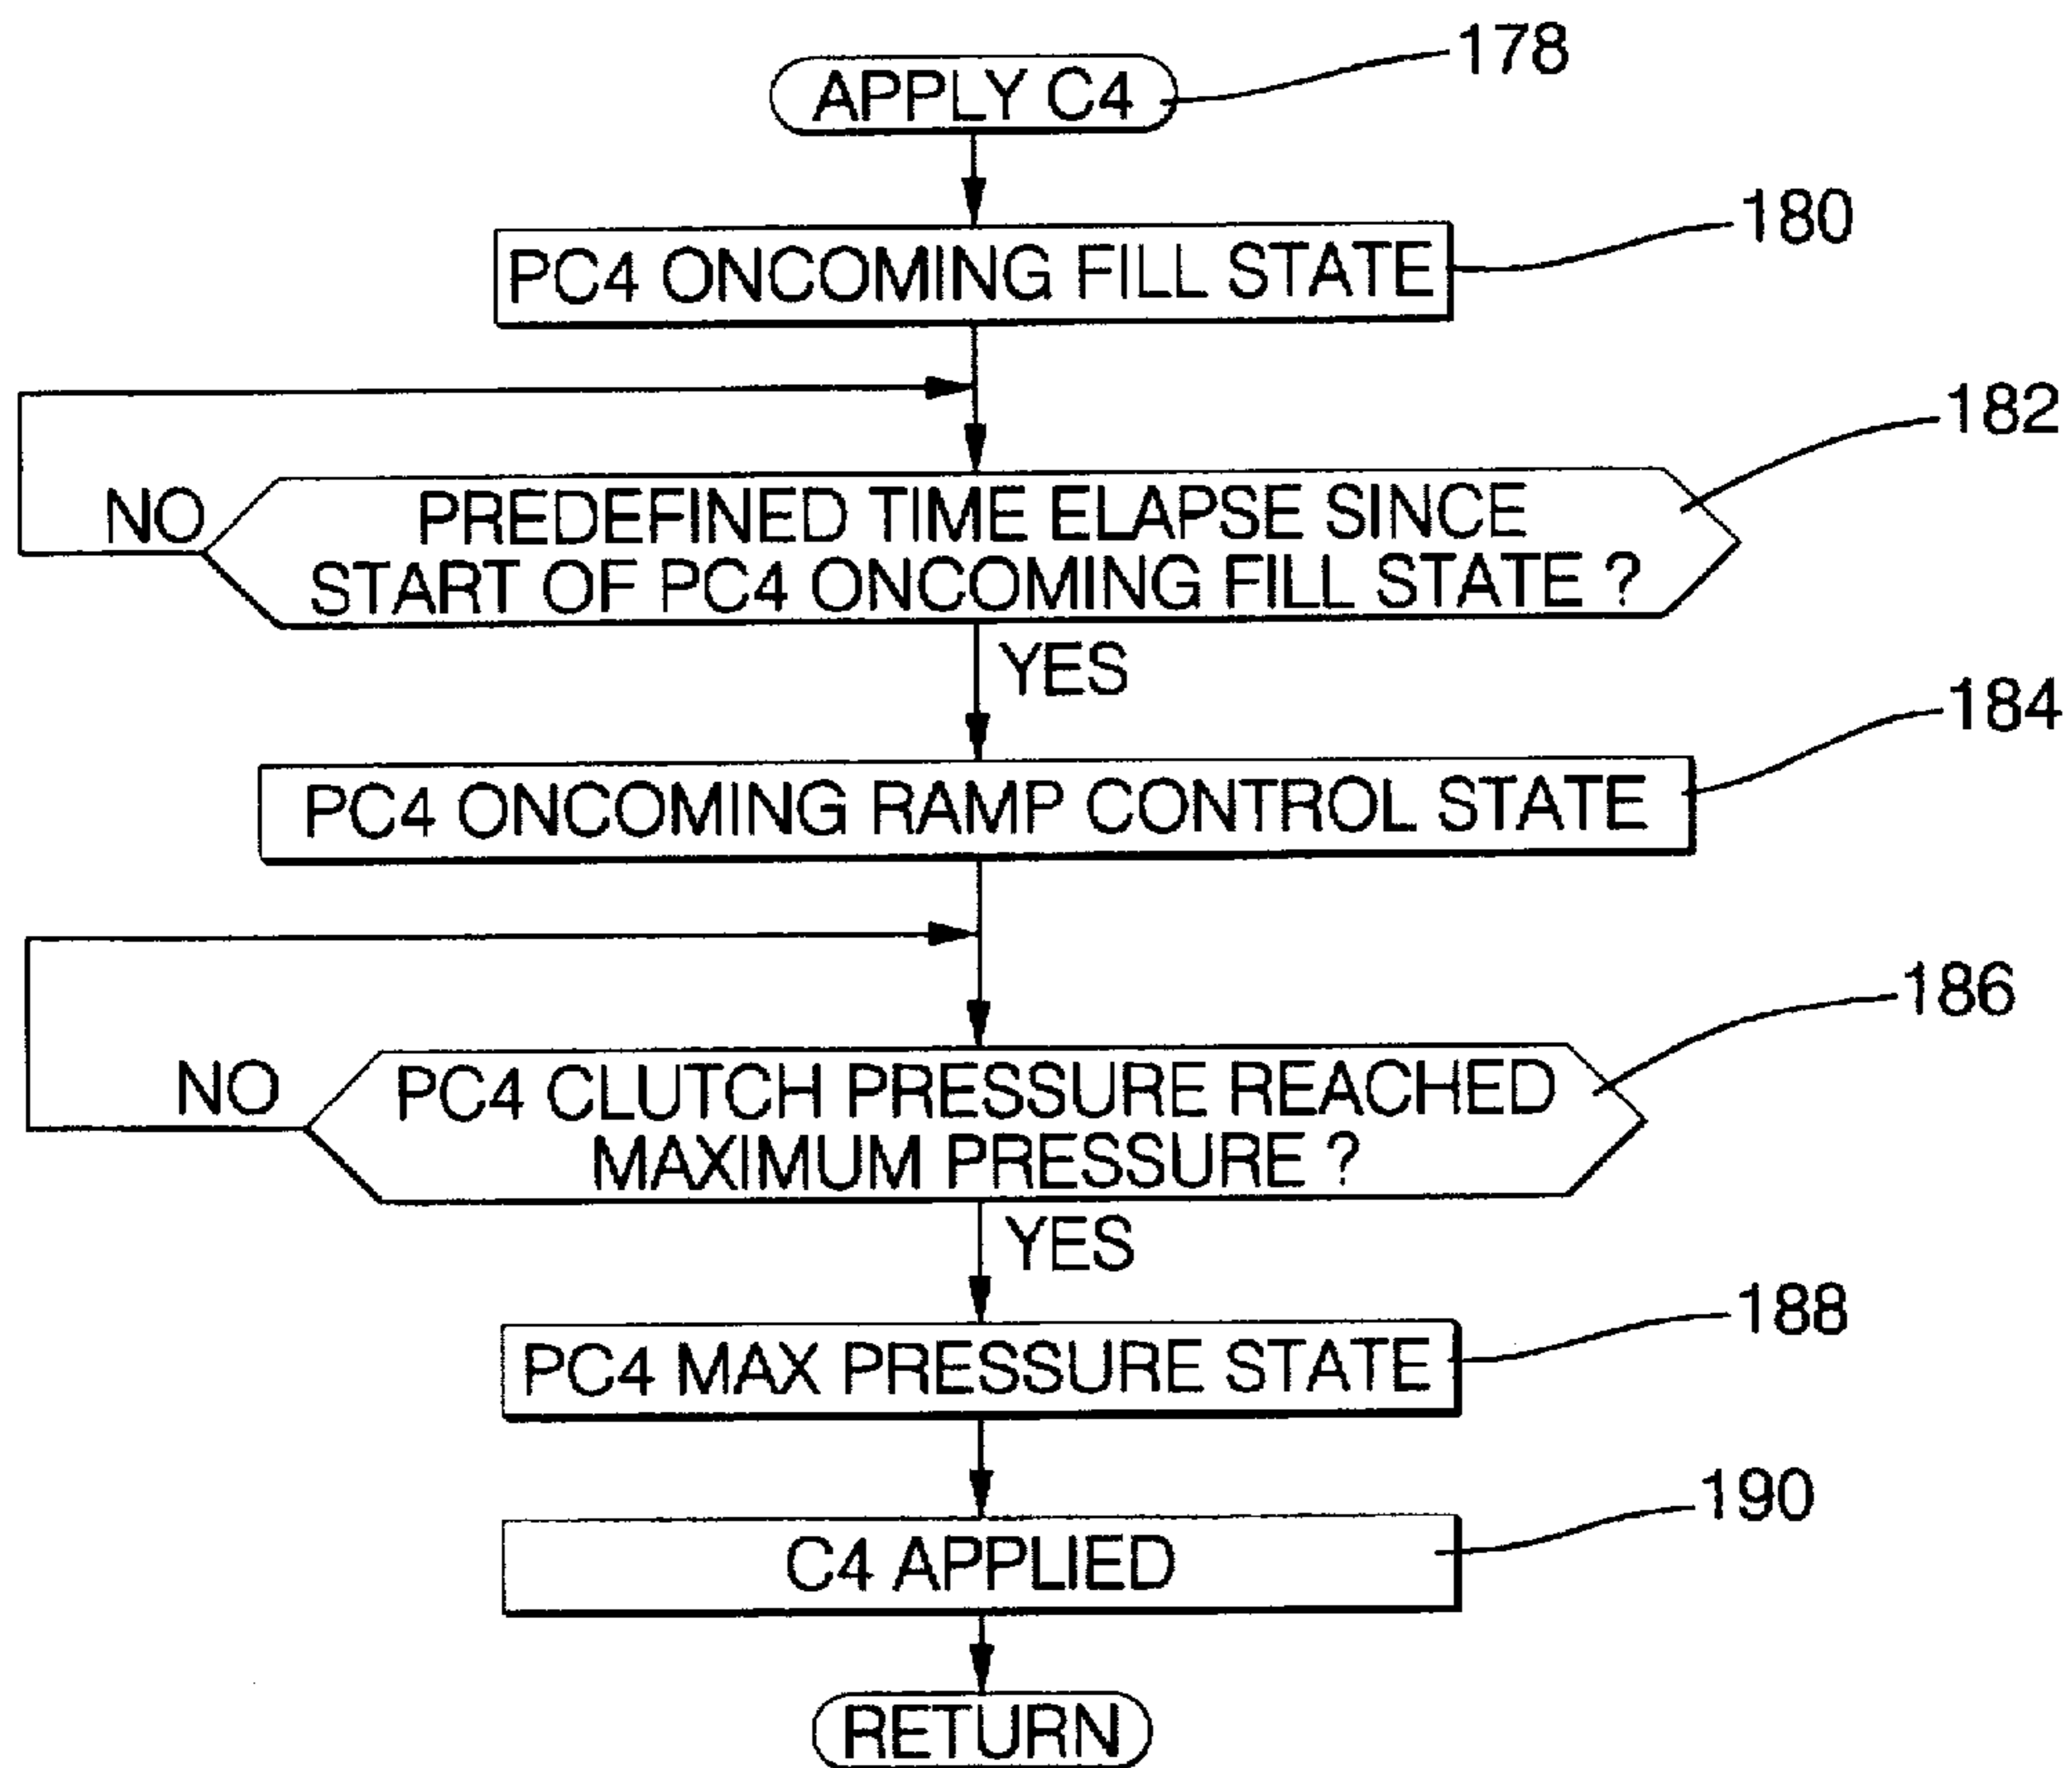 APPLY C4
178
PC4 ONCOMING FILL STATE
180
182
NO
PREDEFINED TIME ELAPSE SINCE
START OF PC4 ONCOMING FILL STATE ?
YES
184
PC4 ONCOMING RAMP CONTROL STATE
186
NO
PC4 CLUTCH PRESSURE REACHED
MAXIMUM PRESSURE ?
YES
188
PC4 MAX PRESSURE STATE
190
C4 APPLIED
RETURN